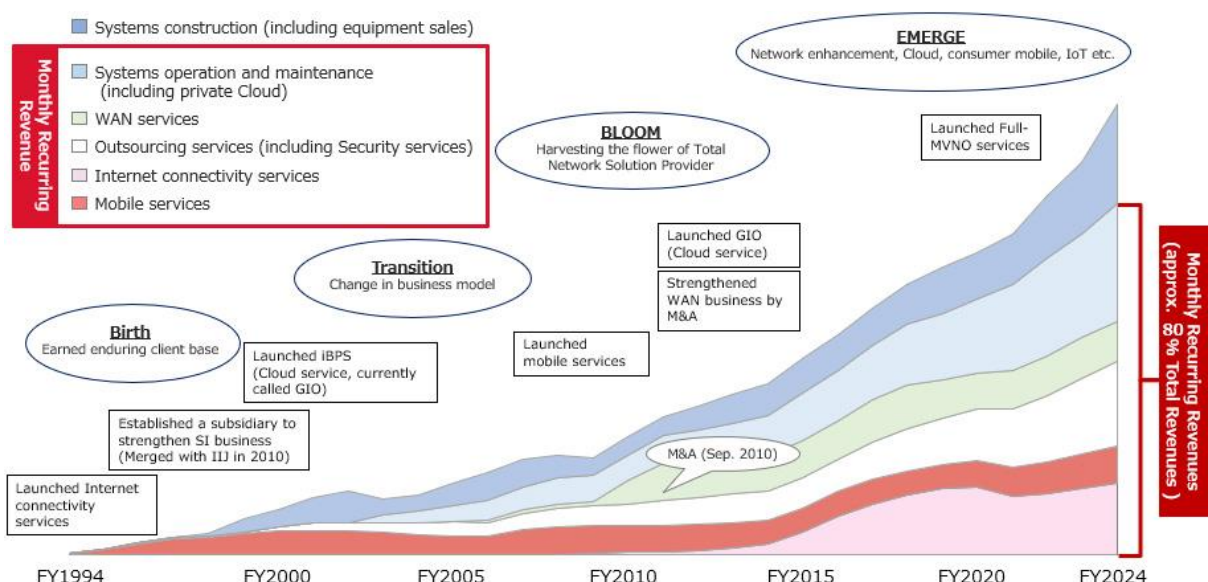 Systems construction (including equipment sales)
Monthly Recurring
Revenue
Systems operation and maintenance
(including private Cloud)
WAN services
Outsourcing services (including Security services)
Internet connectivity services
Mobile services
EMERGE
Network enhancement, Cloud, consumer mobile, IoT etc.
BLOOM
Harvesting the flower of Total
Network Solution Provider
Launched Full-
MVNO services
Transition
Change in business model
Launched GIO
(Cloud service)
Strengthened
WAN business by
M&A
Birth
Earned enduring client base
Launched iBPS
(Cloud service, currently
called GIO)
Launched
mobile services
Established a subsidiary to
strengthen SI business
(Merged with IIJ in 2010)
M&A (Sep. 2010)
Launched Internet
connectivity
services
Monthly Recurring Revenues
(approx. 80% Total Revenues)
FY1994
FY2000
FY2005
FY2010
FY2015
FY2020
FY2024